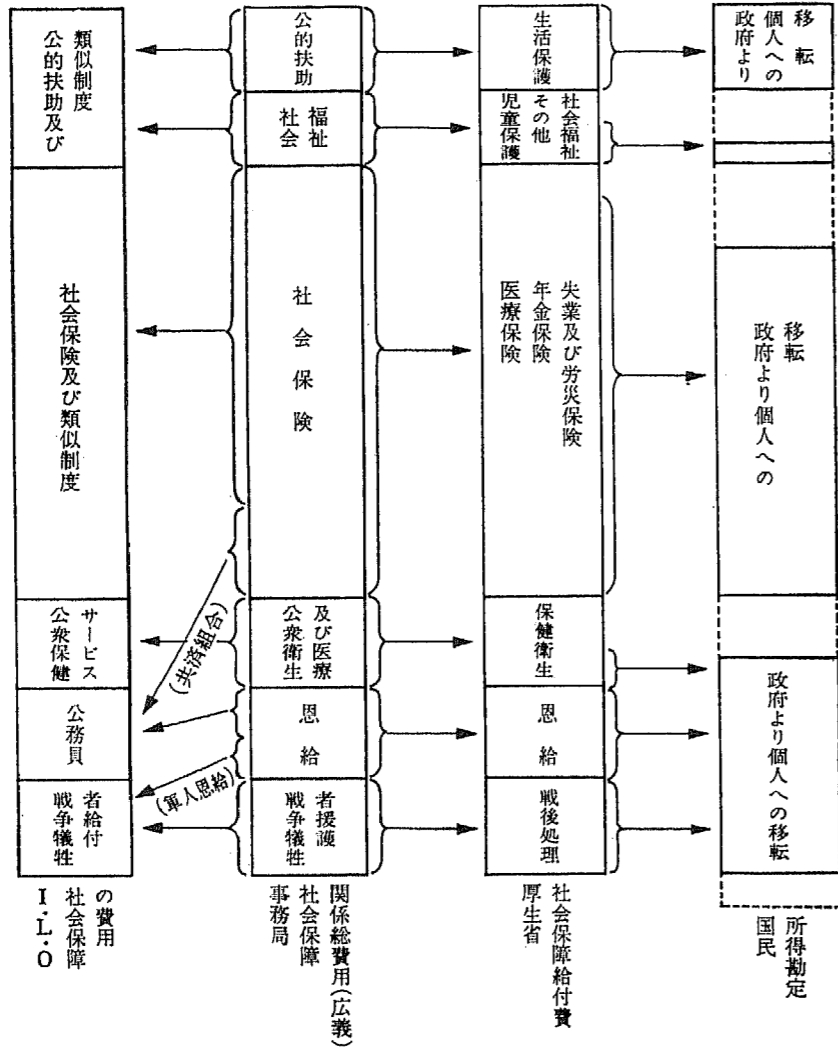 公的扶助及び
類似制度
社会保険及び類似制度
公衆保健
サービス
公務員
戦争犠牲
者給付
I・L・O
社会保障
の費用
(共済組合)
(軍人恩給)
公的扶助
社会
福祉
社会保険
公衆衛生
及び医療
恩給
戦争犠牲
者援護
事務局
社会保障
関係総費用(広義)
生活保護
児童保護
その他
社会福祉
医療保険
年金保険
失業及び労災保険
保健衛生
恩給
戦後処理
厚生省
社会保障給付費
政府より
個人への
移転
政府より個人への
移転
政府より個人への移転
国民
所得勘定